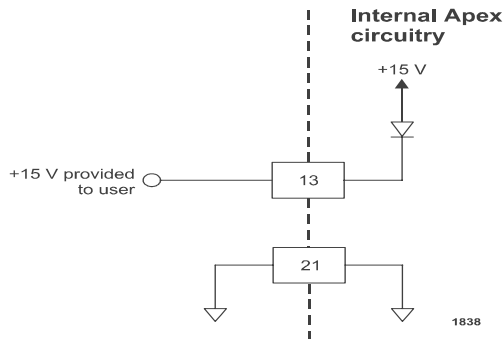 Internal Apex
circuitry
+15 V
+15 V provided
to user
13
21
1838